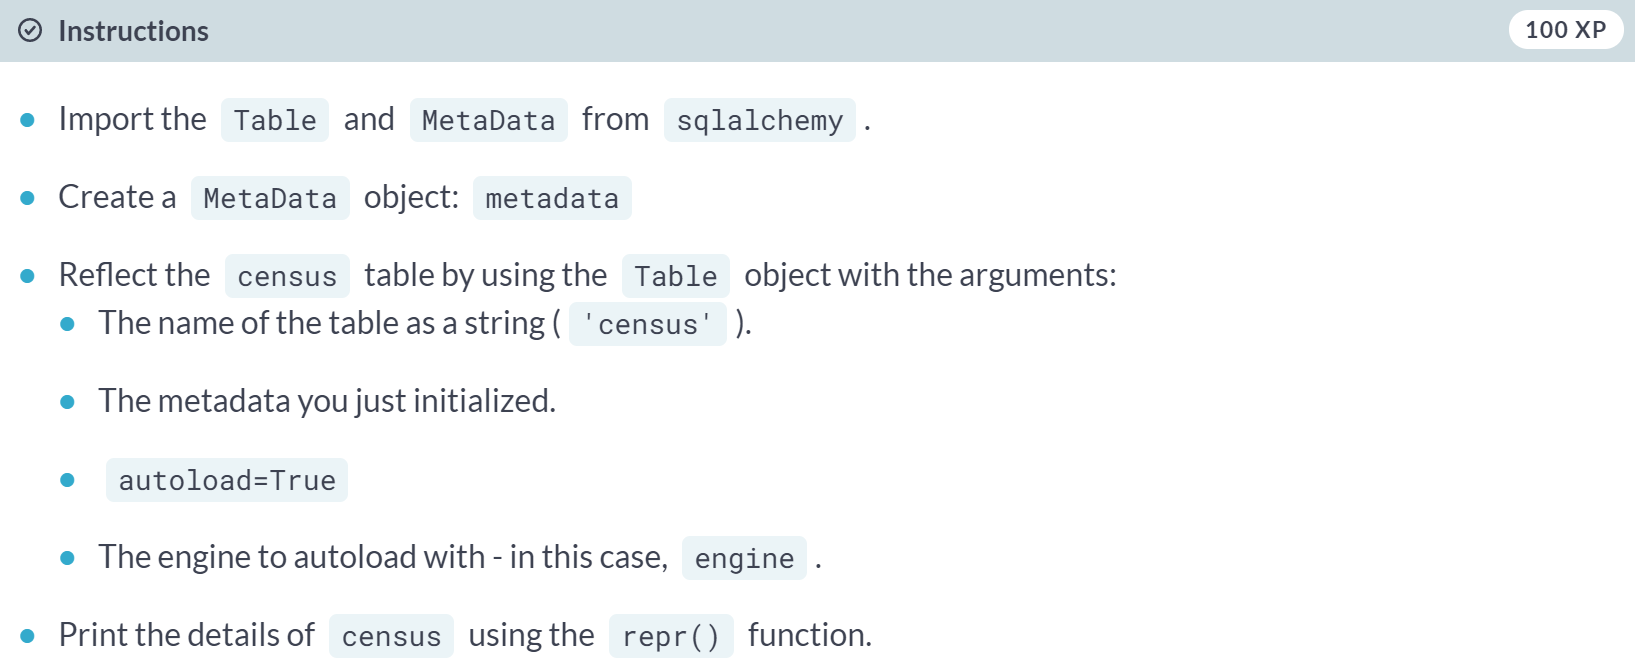 Instructions 100 XP
Import the Table and MetaData from sqlalchemy .
Create a MetaData object: metadata
Reflect the census table by using the Table object with the arguments:
The name of the table as a string ( 'census' ).
The metadata you just initialized.
autoload=True
The engine to autoload with - in this case, engine .
Print the details of census using the repr() function.